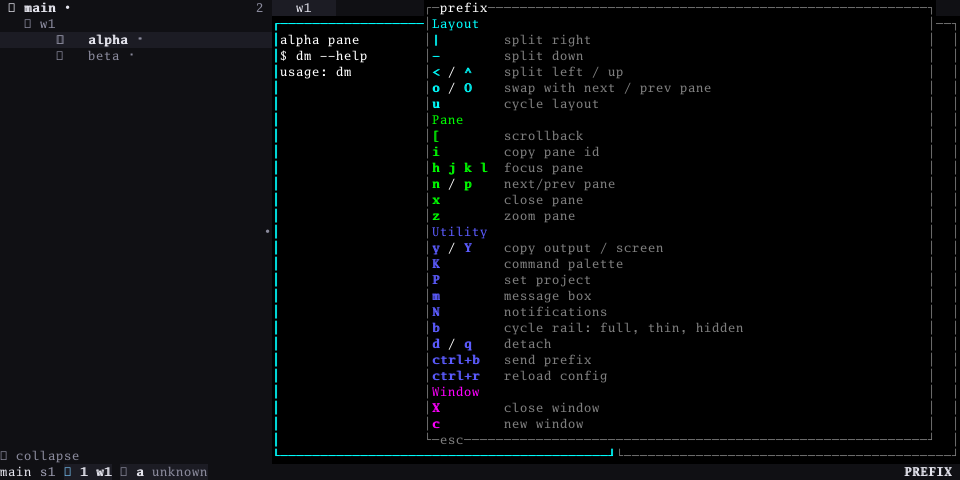 main • 2
w1
alpha •
beta •
collapse
w1
alpha pane
$ dm --help
usage: dm
prefix
Layout
| split right
- split down
< / ^ split left / up
o / O swap with next / prev pane
u cycle layout
Pane
[ scrollback
i copy pane id
h j k l focus pane
n / p next/prev pane
x close pane
z zoom pane
Utility
y / Y copy output / screen
K command palette
P set project
m message box
N notifications
b cycle rail: full, thin, hidden
d / q detach
ctrl+b send prefix
ctrl+r reload config
Window
X close window
c new window
esc
main s1 1 w1 a unknown PREFIX